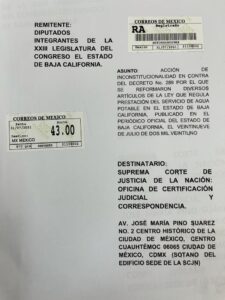 REMITENTE:
DIPUTADOS
INTEGRANTES DE LA
XXIII LEGISLATURA DEL
CONGRESO EL ESTADO
DE BAJA CALIFORNIA.
CORREOS DE MEXICO
Registrado
RA
CORREOS DE MEXICO
43.00
MX MEXICO
ASUNTO: ACCIÓN DE
INCONSTITUCIONALIDAD EN CONTRA
DEL DECRETO No. 288 POR EL QUE
SE REFORMARON DIVERSOS
ARTÍCULOS DE LA LEY QUE REGULA
PRESTACIÓN DEL SERVICIO DE AGUA
POTABLE EN EL ESTADO DE BAJA
CALIFORNIA, PUBLICADO EN EL
PERIÓDICO OFICIAL DEL ESTADO DE
BAJA CALIFORNIA. EL VEINTINUEVE
DE JULIO DE DOS MIL VEINTIUNO
DESTINATARIO:
SUPREMA CORTE DE
JUSTICIA DE LA NACIÓN:
OFICINA DE CERTIFICACIÓN
JUDICIAL Y
CORRESPONDENCIA.
AV. JOSÉ MARÍA PINO SUAREZ
NO. 2 CENTRO HISTÓRICO DE LA
CIUDAD DE MÉXICO, CENTRO
CUAUHTÉMOC 06065 CIUDAD DE
MÉXICO, CDMX (SOTANO DEL
EDIFICIO SEDE DE LA SCJN)